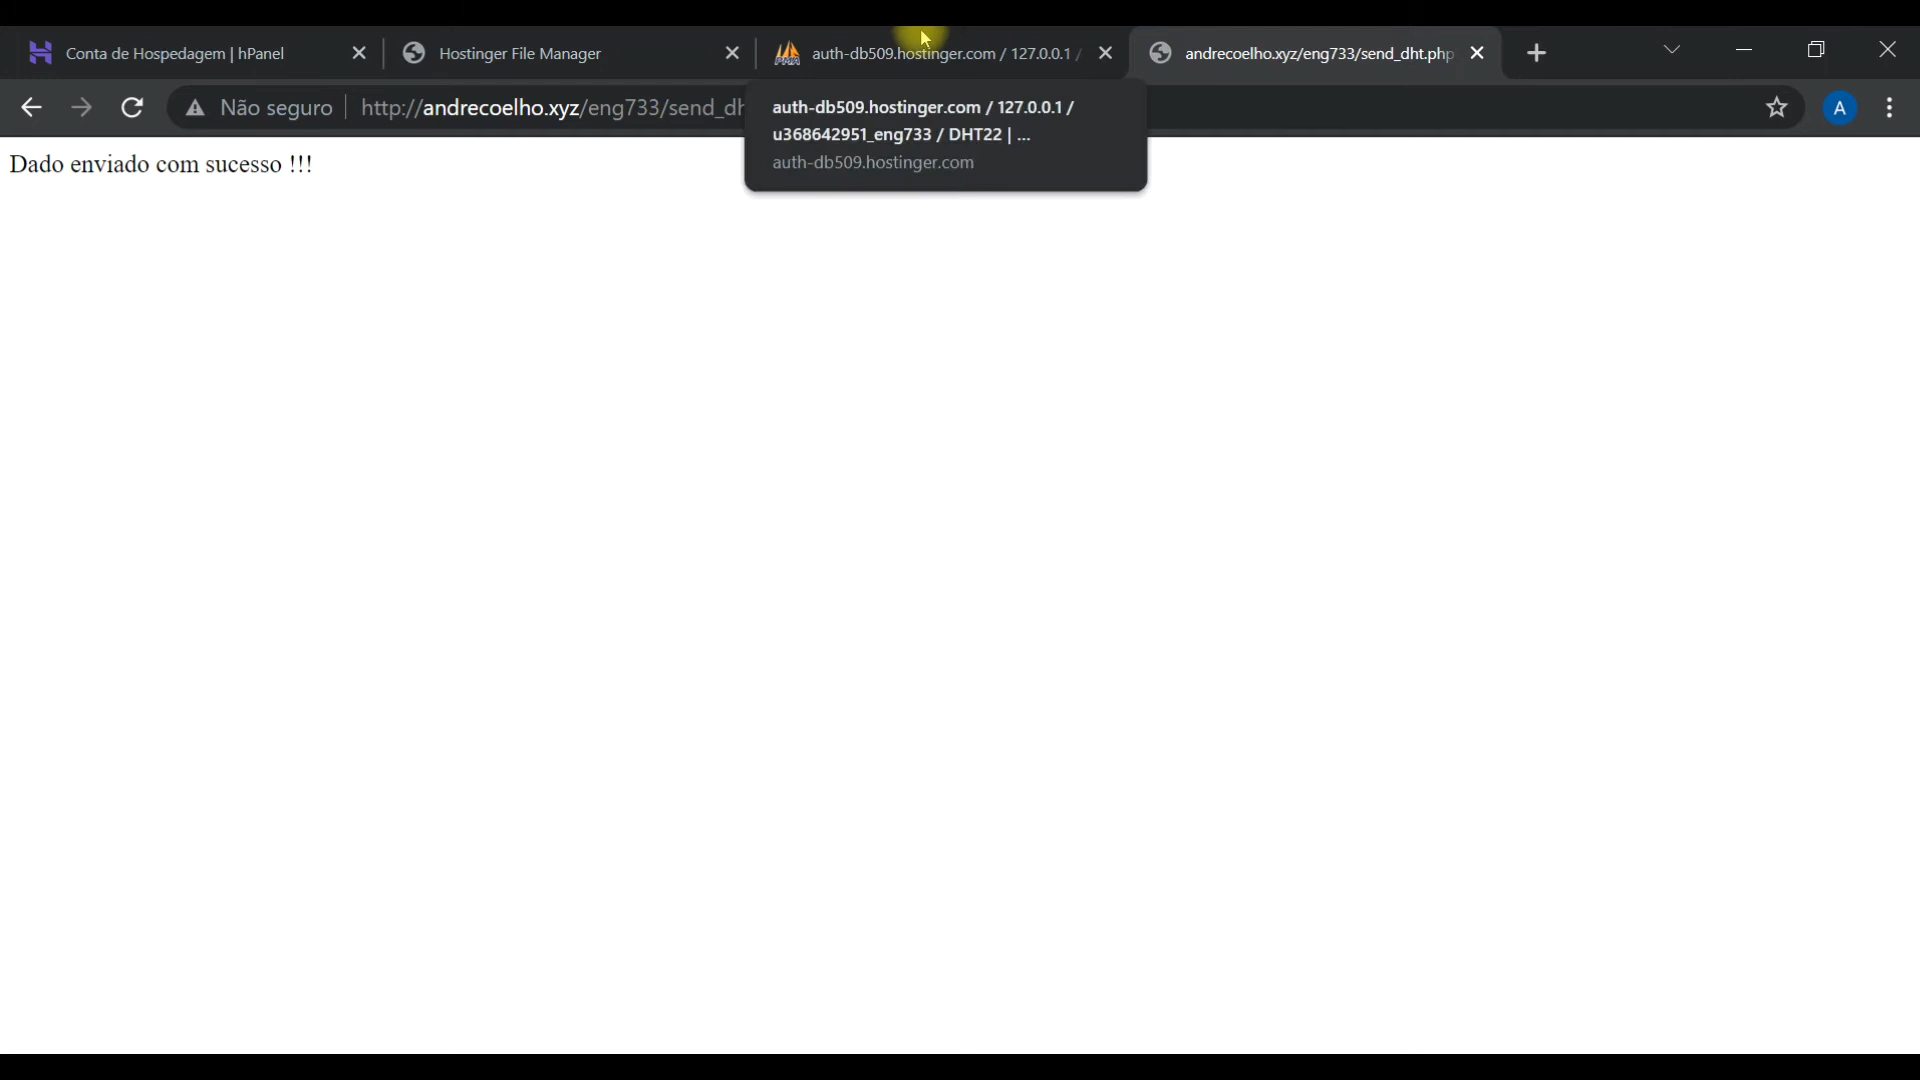 Conta de Hospedagem | hPanel
Hostinger File Manager
auth-db509.hostinger.com / 127.0.0.1 /
andrecoelho.xyz/eng733/send_dht.php
Não seguro
http://andrecoelho.xyz/eng733/send_dh
A
auth-db509.hostinger.com / 127.0.0.1 /
u368642951_eng733 / DHT22 | ...
auth-db509.hostinger.com
Dado enviado com sucesso !!!